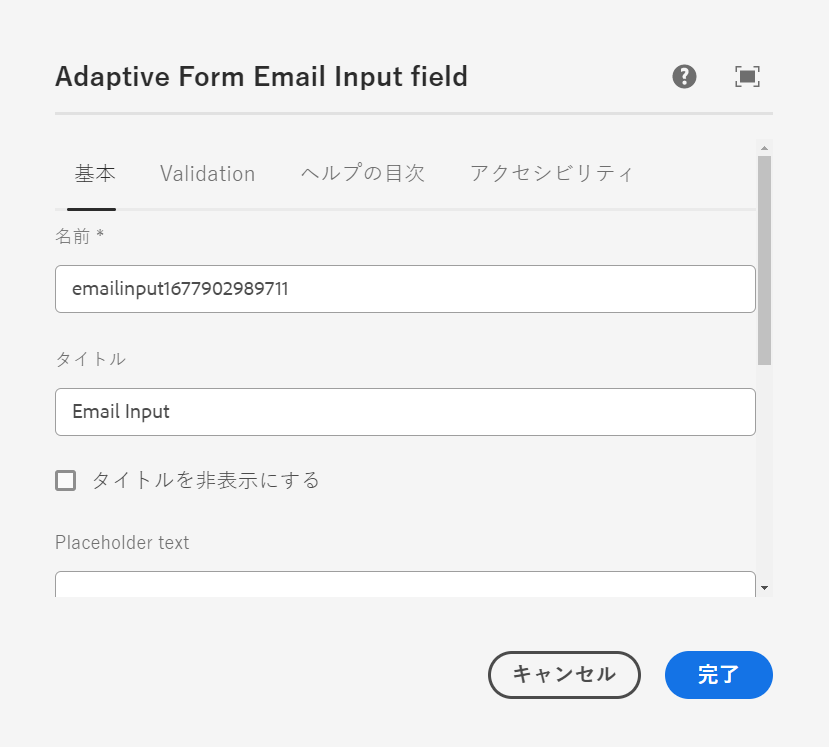 Adaptive Form Email Input field
基本 Validation ヘルプの目次 アクセシビリティ
名前 *
emailinput1677902989711
タイトル
Email Input
タイトルを非表示にする
Placeholder text
キャンセル 完了